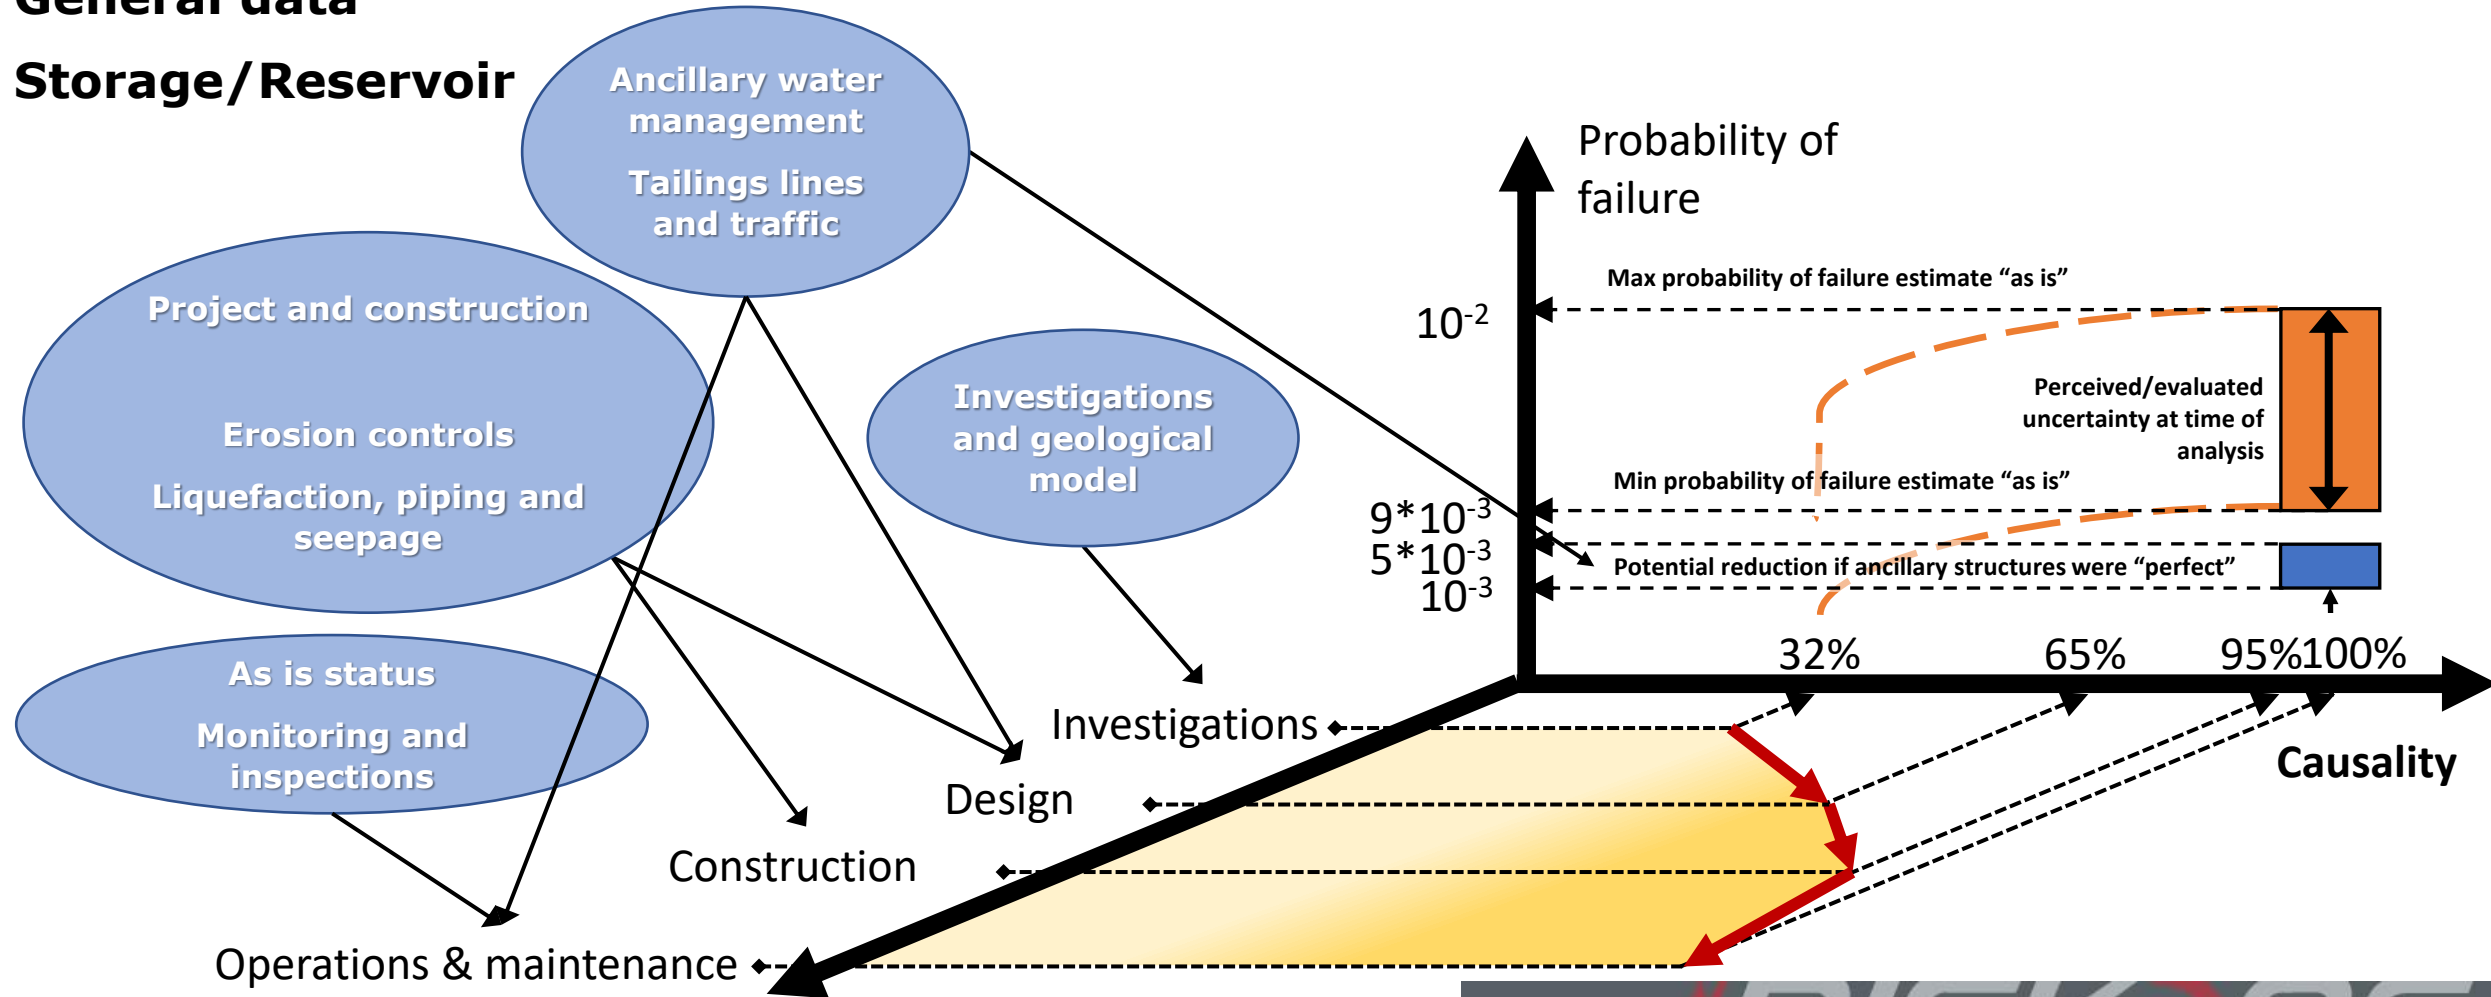 General data
Storage/Reservoir
Ancillary water
management
Tailings lines
and traffic
Project and construction
Erosion controls
Liquefaction, piping and
seepage
Investigations
and geological
model
As is status
Monitoring and
inspections
Probability of
failure
Max probability of failure estimate “as is”
10-2
Perceived/evaluated
uncertainty at time of
analysis
Min probability of failure estimate “as is”
9*10-3
5*10-3
Potential reduction if ancillary structures were “perfect”
10-3
32% 65% 95%100%
Investigations
Causality
Design
Construction
Operations & maintenance